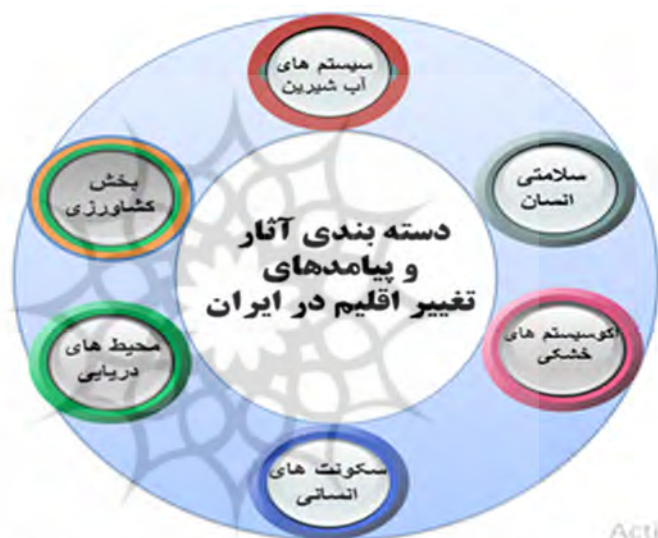 سیستم های
آب شیرین
سلامتی
انسان
اکوسیستم های
خشکی
سکونت های
انسانی
محیط های
دریایی
بخش
کشاورزی
دسته بندی آثار
و پیامدهای
تغییر اقلیم در ایران
Acti